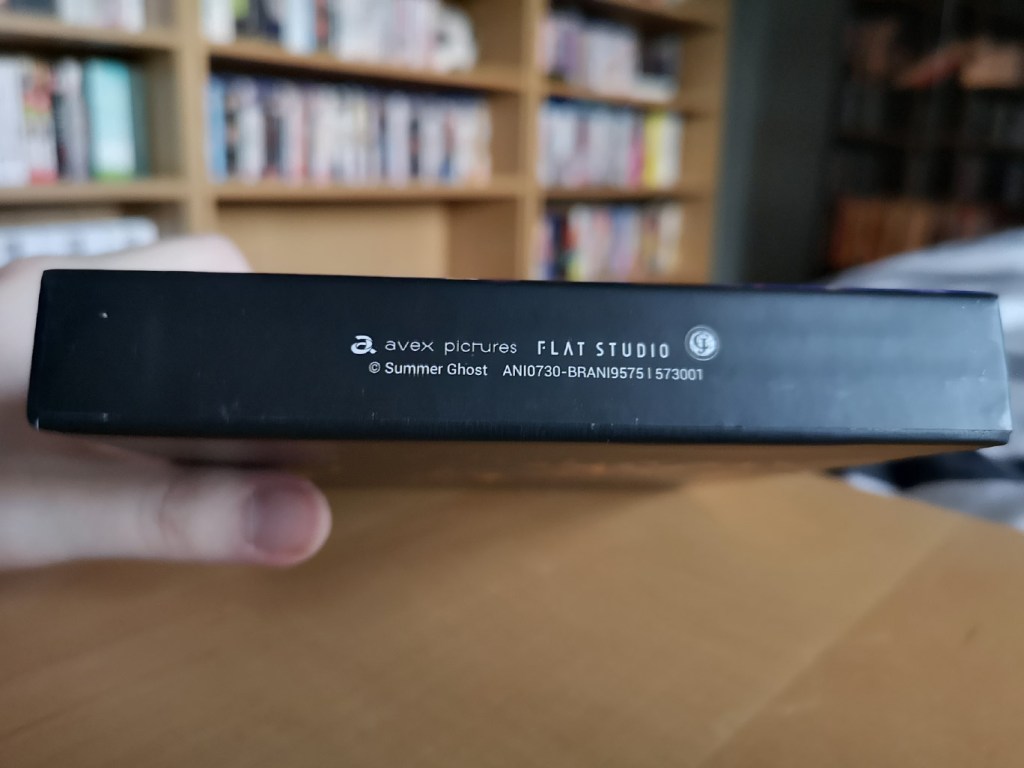 a. avex pictures FLAT STUDIO
© Summer Ghost ANI0730-BRANI9575 | 573001